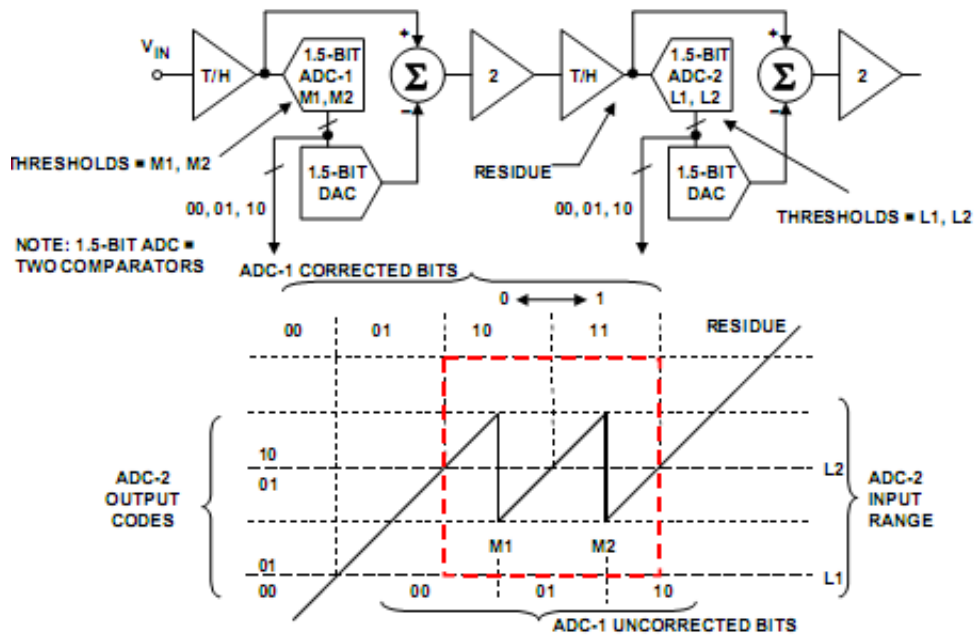 V_IN
T/H
1.5-BIT
ADC-1
M1, M2
+
Σ
−
2
T/H
1.5-BIT
ADC-2
L1, L2
+
Σ
−
2
THRESHOLDS = M1, M2
1.5-BIT
DAC
RESIDUE
1.5-BIT
DAC
00, 01, 10
00, 01, 10
THRESHOLDS = L1, L2
NOTE: 1.5-BIT ADC =
TWO COMPARATORS
ADC-1 CORRECTED BITS
0 1
00 01 10 11
RESIDUE
ADC-2
OUTPUT
CODES
10
01
L2
ADC-2
INPUT
RANGE
M1 M2
01
00
L1
00 01 10
ADC-1 UNCORRECTED BITS